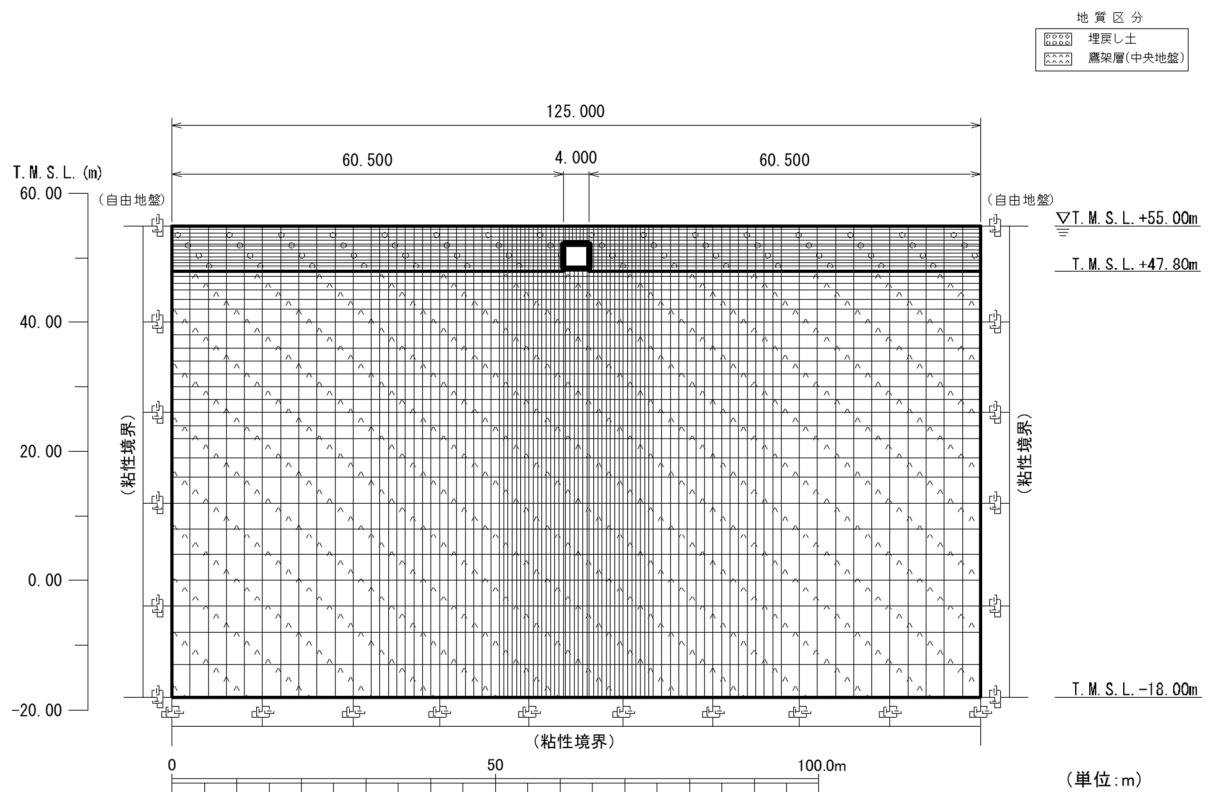 地質区分
埋戻し土
鷹架層(中央地盤)
125.000
60.500
4.000
60.500
T.M.S.L.(m)
60.00
(自由地盤)
(自由地盤)
T.M.S.L.+55.00m
T.M.S.L.+47.80m
40.00
20.00
(粘性境界)
(粘性境界)
0.00
T.M.S.L.-18.00m
-20.00
(粘性境界)
0
50
100.0m
(単位:m)